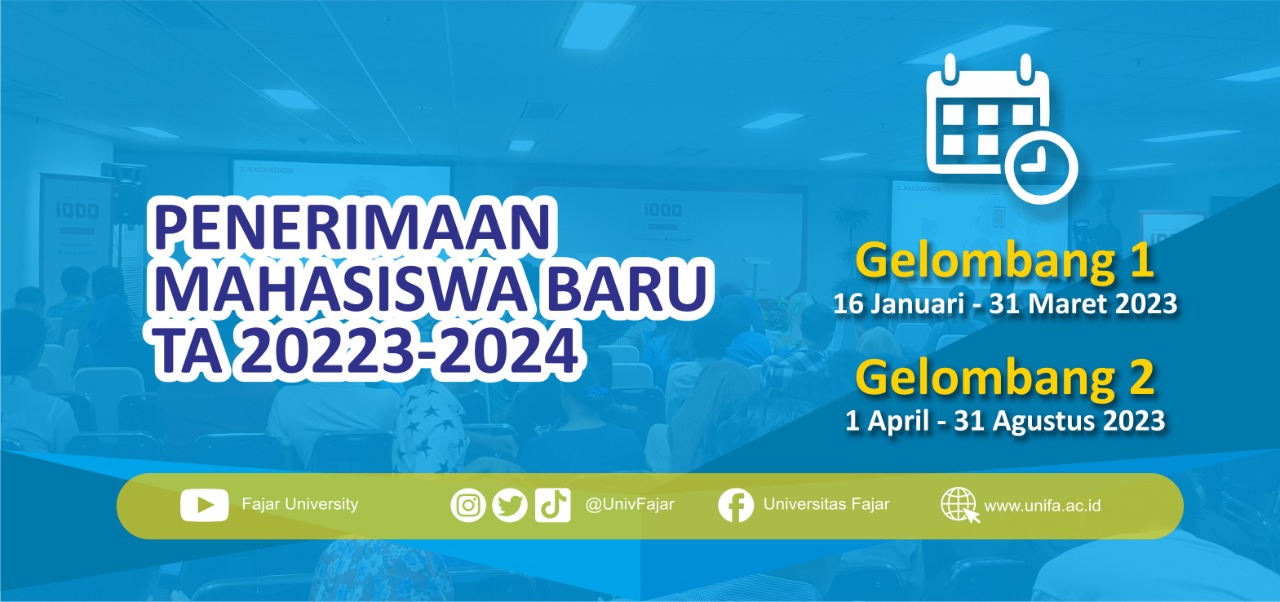 PENERIMAAN
MAHASISWA BARU
TA 20223-2024
Gelombang 1
16 Januari - 31 Maret 2023
Gelombang 2
1 April - 31 Agustus 2023
Fajar University
@UnivFajar
Universitas Fajar
www.unifa.ac.id